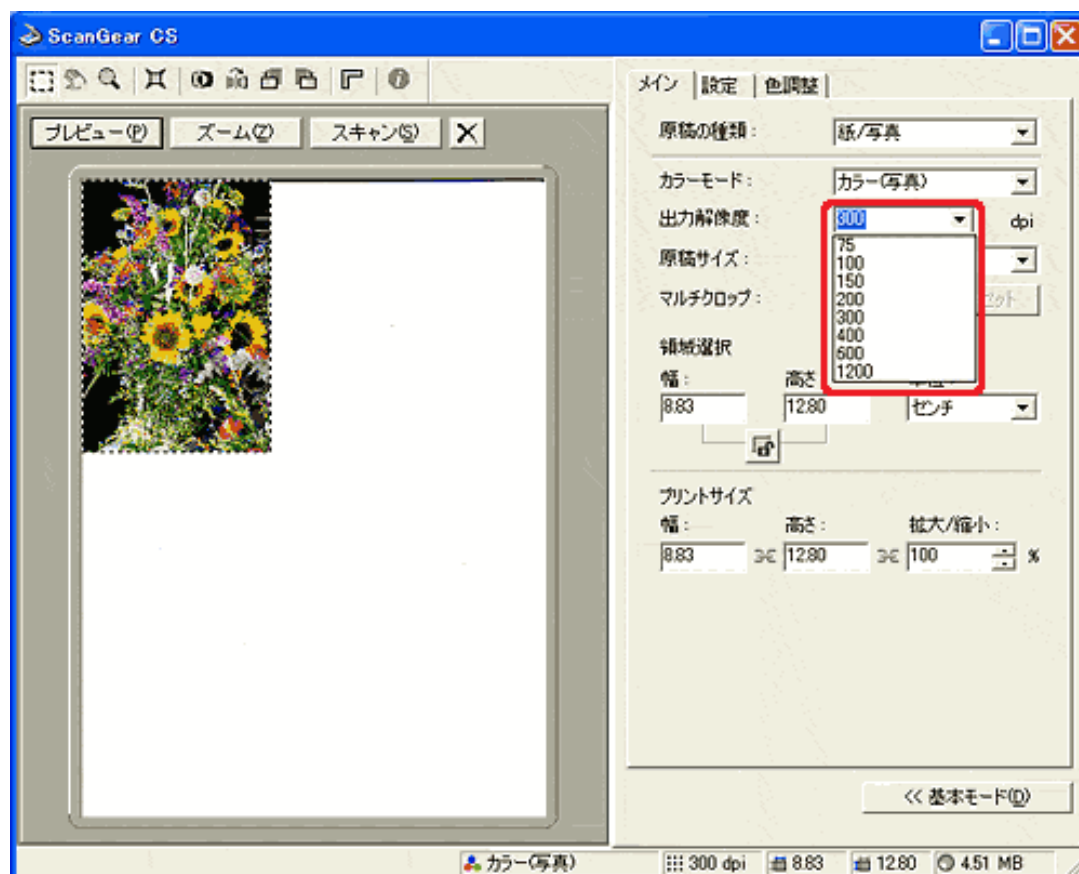 ScanGear CS
プレビュー(P) ズーム(Z) スキャン(S)
メイン 設定 色調整
原稿の種類： 紙/写真
カラーモード： カラー(写真)
出力解像度： 300 dpi
75
100
150
200
300
400
600
1200
原稿サイズ：
マルチクロップ：
領域選択
幅： 高さ
8.83 12.80 センチ
プリントサイズ
幅： 高さ： 拡大/縮小：
8.83 12.80 100 %
<< 基本モード(D)
カラー(写真) 300 dpi 8.83 12.80 4.51 MB